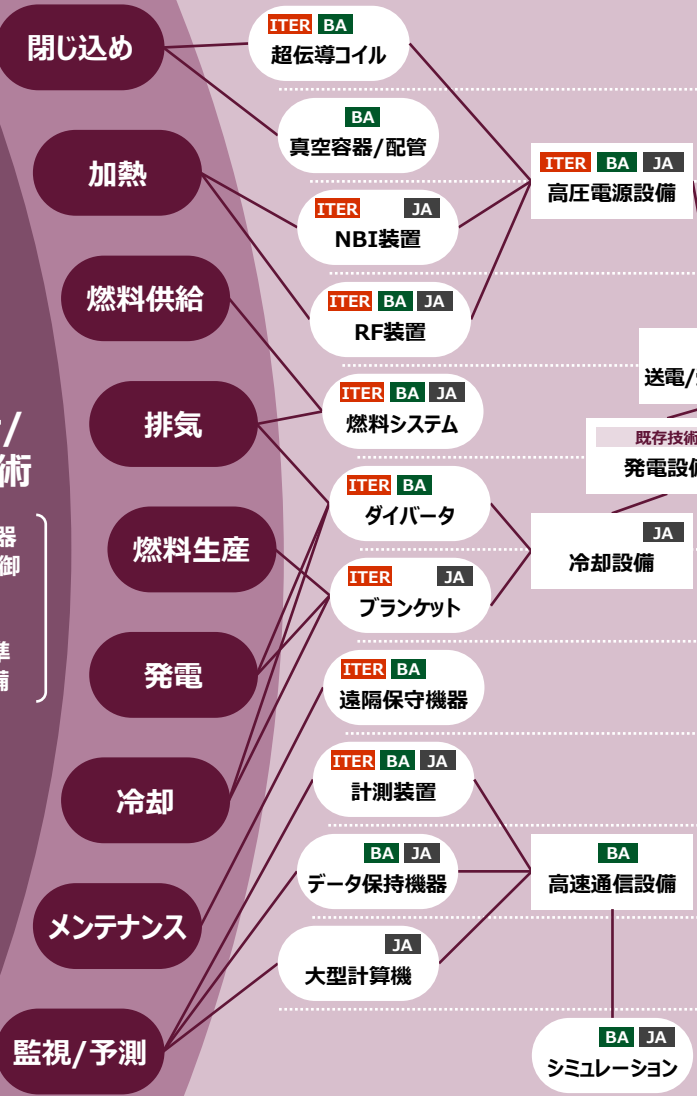 閉じ込め
加熱
燃料供給
排気
燃料生産
発電
冷却
メンテナンス
監視/予測
/
術
器
御
準
備
ITER BA
超伝導コイル
BA
真空容器/配管
ITER JA
NBI装置
ITER BA JA
RF装置
ITER BA JA
燃料システム
ITER BA
ダイバータ
ITER JA
ブランケット
ITER BA
遠隔保守機器
ITER BA JA
計測装置
BA JA
データ保持機器
JA
大型計算機
ITER BA JA
高圧電源設備
送電/
既存技術
発電設備
JA
冷却設備
BA
高速通信設備
BA JA
シミュレーション